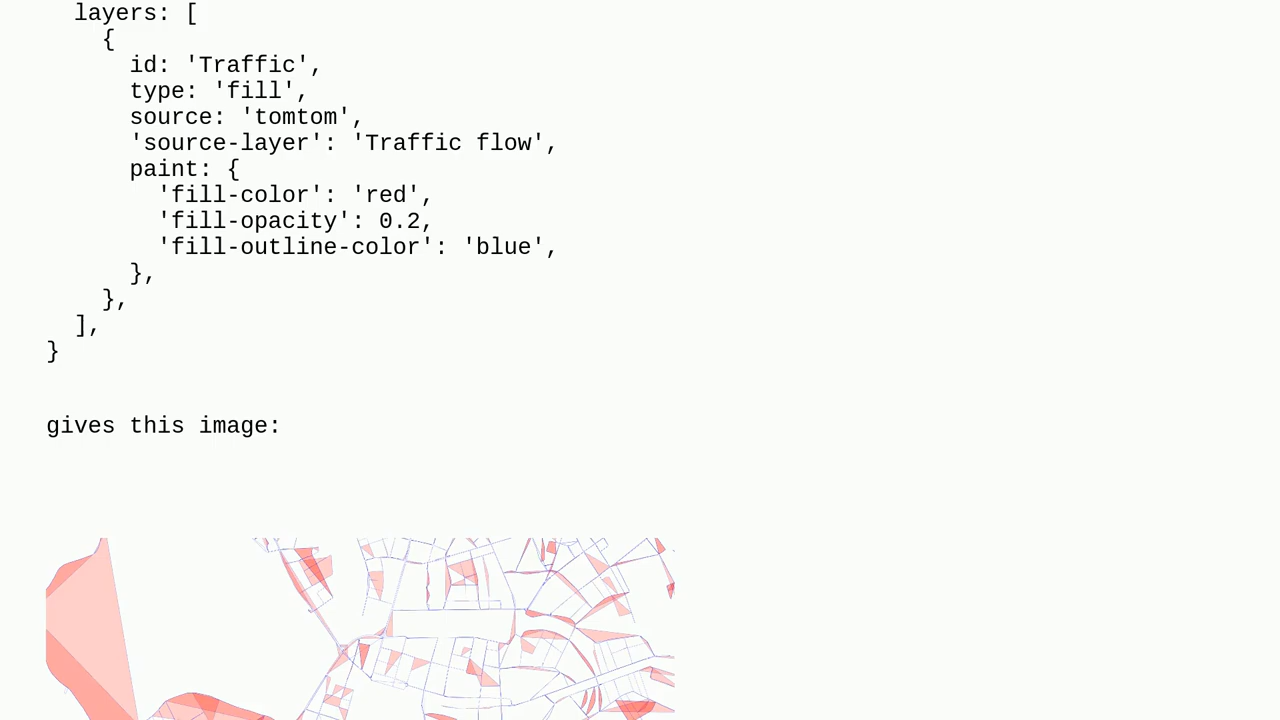 layers: [
{
id: 'Traffic',
type: 'fill',
source: 'tomtom',
'source-layer': 'Traffic flow',
paint: {
'fill-color': 'red',
'fill-opacity': 0.2,
'fill-outline-color': 'blue',
},
},
],
}
gives this image: